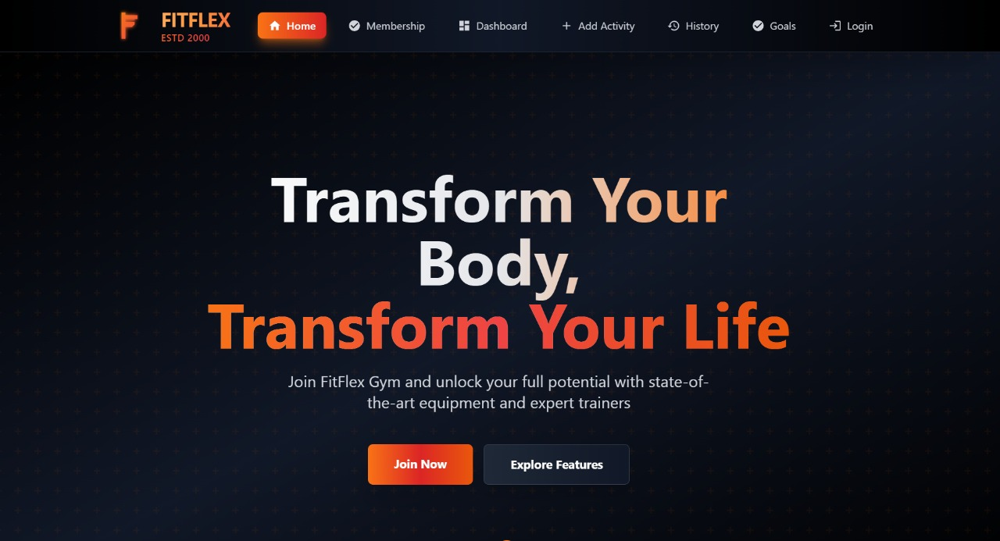 FITFLEX
ESTD 2000
Home
Membership
Dashboard
Add Activity
History
Goals
Login
Transform Your
Body,
Transform Your Life
Join FitFlex Gym and unlock your full potential with state-of-
the-art equipment and expert trainers
Join Now
Explore Features